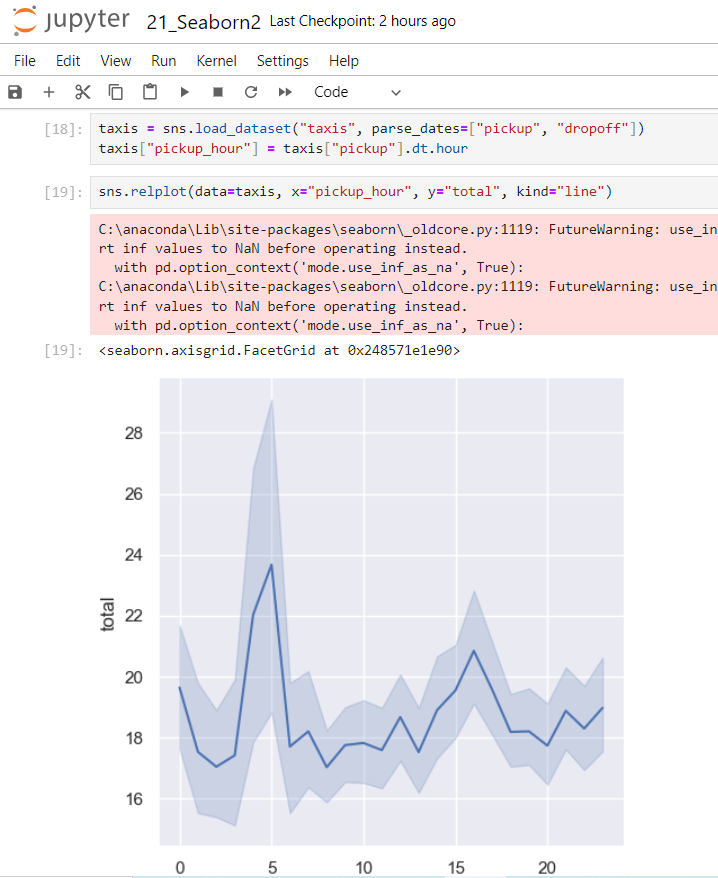 jupyter 21_Seaborn2 Last Checkpoint: 2 hours ago
File Edit View Run Kernel Settings Help
Code
[18]: taxis = sns.load_dataset("taxis", parse_dates=["pickup", "dropoff"])
taxis["pickup_hour"] = taxis["pickup"].dt.hour
[19]: sns.relplot(data=taxis, x="pickup_hour", y="total", kind="line")
C:\anaconda\Lib\site-packages\seaborn\_oldcore.py:1119: FutureWarning: use_in
rt inf values to NaN before operating instead.
with pd.option_context('mode.use_inf_as_na', True):
C:\anaconda\Lib\site-packages\seaborn\_oldcore.py:1119: FutureWarning: use_in
rt inf values to NaN before operating instead.
with pd.option_context('mode.use_inf_as_na', True):
[19]: <seaborn.axisgrid.FacetGrid at 0x248571e1e90>
28
26
24
22
20
18
16
total
0 5 10 15 20